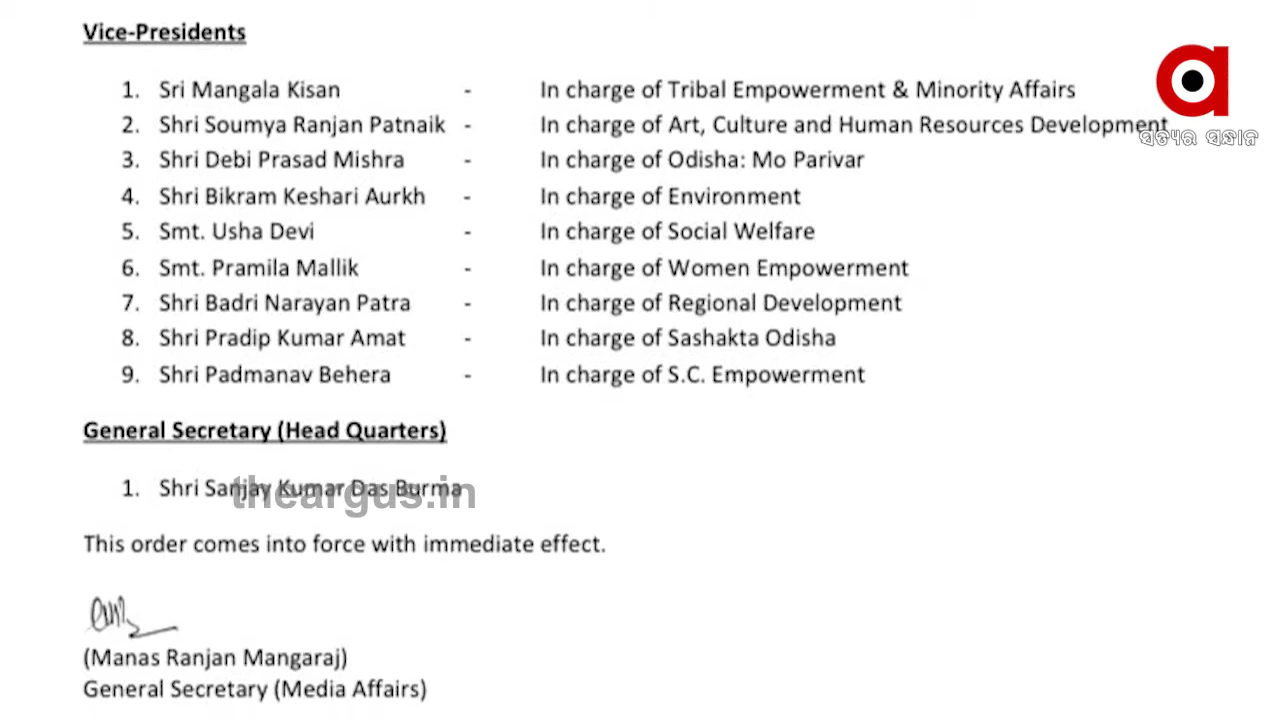 Vice-Presidents
1. Sri Mangala Kisan - In charge of Tribal Empowerment & Minority Affairs
2. Shri Soumya Ranjan Patnaik - In charge of Art, Culture and Human Resources Development
3. Shri Debi Prasad Mishra - In charge of Odisha: Mo Parivar
4. Shri Bikram Keshari Aurkh - In charge of Environment
5. Smt. Usha Devi - In charge of Social Welfare
6. Smt. Pramila Mallik - In charge of Women Empowerment
7. Shri Badri Narayan Patra - In charge of Regional Development
8. Shri Pradip Kumar Amat - In charge of Sashakta Odisha
9. Shri Padmanav Behera - In charge of S.C. Empowerment
ସତ୍ୟର ସନ୍ଧାନ
General Secretary (Head Quarters)
1. Shri Sanjay Kumar Das Burma
theargus.in
This order comes into force with immediate effect.
(Manas Ranjan Mangaraj)
General Secretary (Media Affairs)